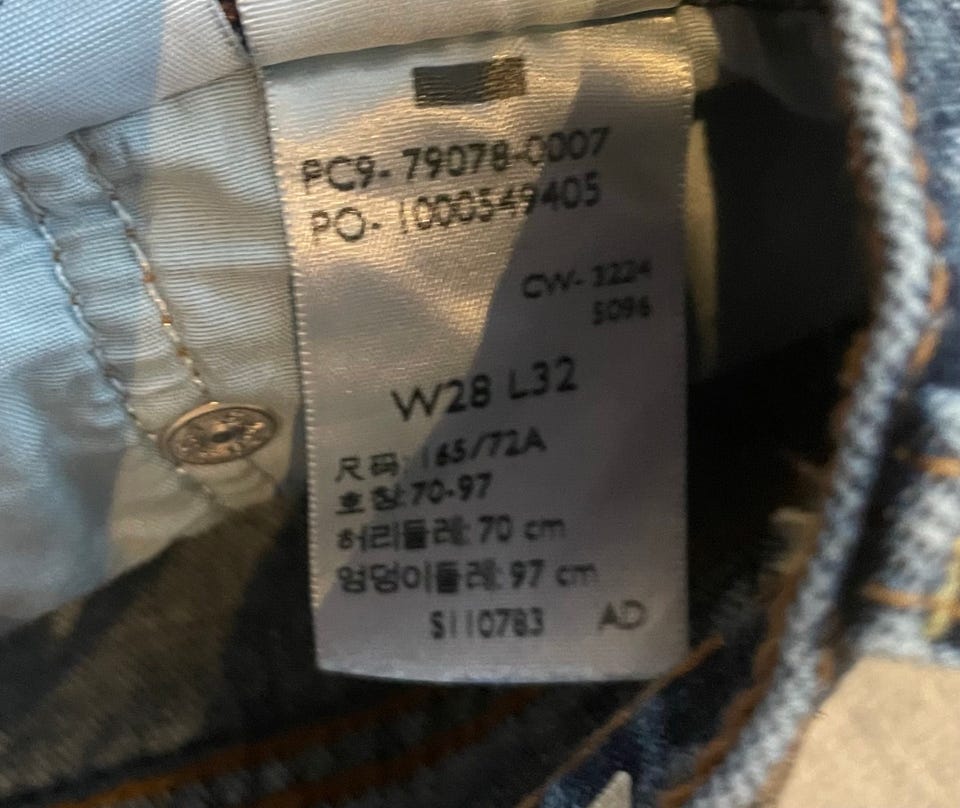 PC9-79078-0007
PO-1000549405
CW-3224
5096
W28 L32
尺码: 165/72A
호칭:70-97
허리둘레: 70 cm
엉덩이둘레: 97 cm
S110783 AD